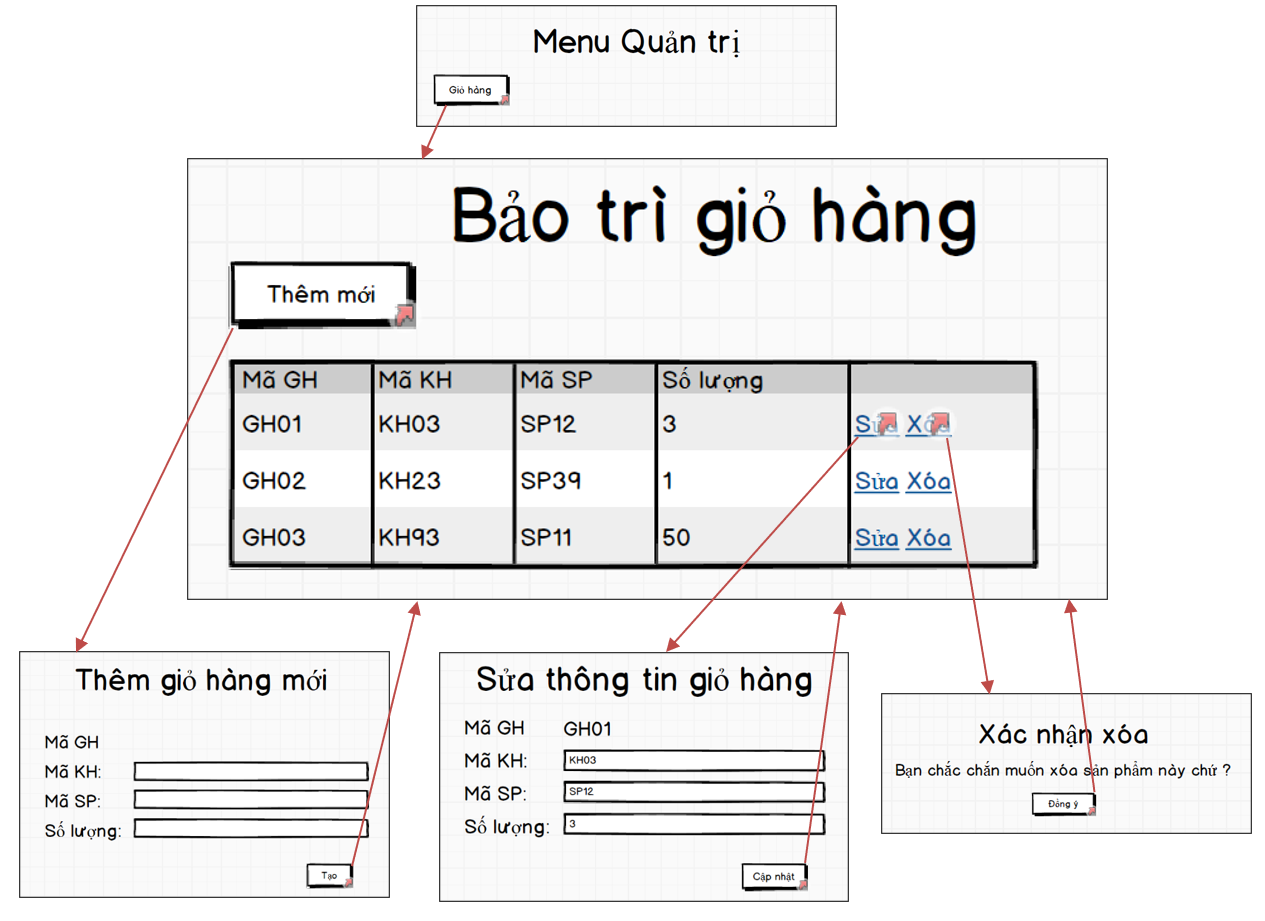 Menu Quản trị
Giỏ hàng
Bảo trì giỏ hàng
Thêm mới
Mã GH Mã KH Mã SP Số lượng
GH01 KH03 SP12 3 Sửa Xóa
GH02 KH23 SP39 1 Sửa Xóa
GH03 KH93 SP11 50 Sửa Xóa
Thêm giỏ hàng mới
Mã GH
Mã KH:
Mã SP:
Số lượng:
Tạo
Sửa thông tin giỏ hàng
Mã GH GH01
Mã KH: KH03
Mã SP: SP12
Số lượng: 3
Cập nhật
Xác nhận xóa
Bạn chắc chắn muốn xóa sản phẩm này chứ ?
Đồng ý